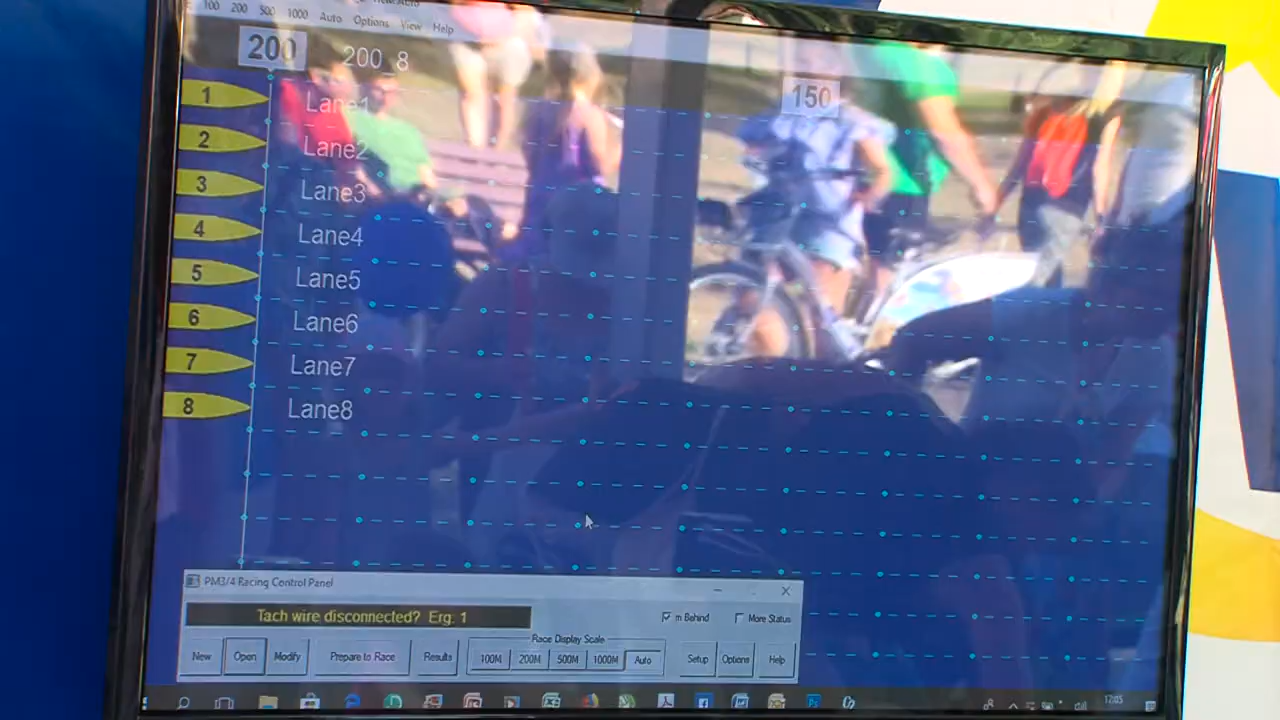 100 200 500 1000 Auto Options View Help
200 200_8
150
1 Lane1
2 Lane2
3 Lane3
4 Lane4
5 Lane5
6 Lane6
7 Lane7
8 Lane8
PM3/4 Racing Control Panel
Tach wire disconnected? Erg. 1
m Behind More Status
Race Display Scale
New Open Modify Prepare to Race Results 100M 200M 500M 1000M Auto Setup Options Help
17:05